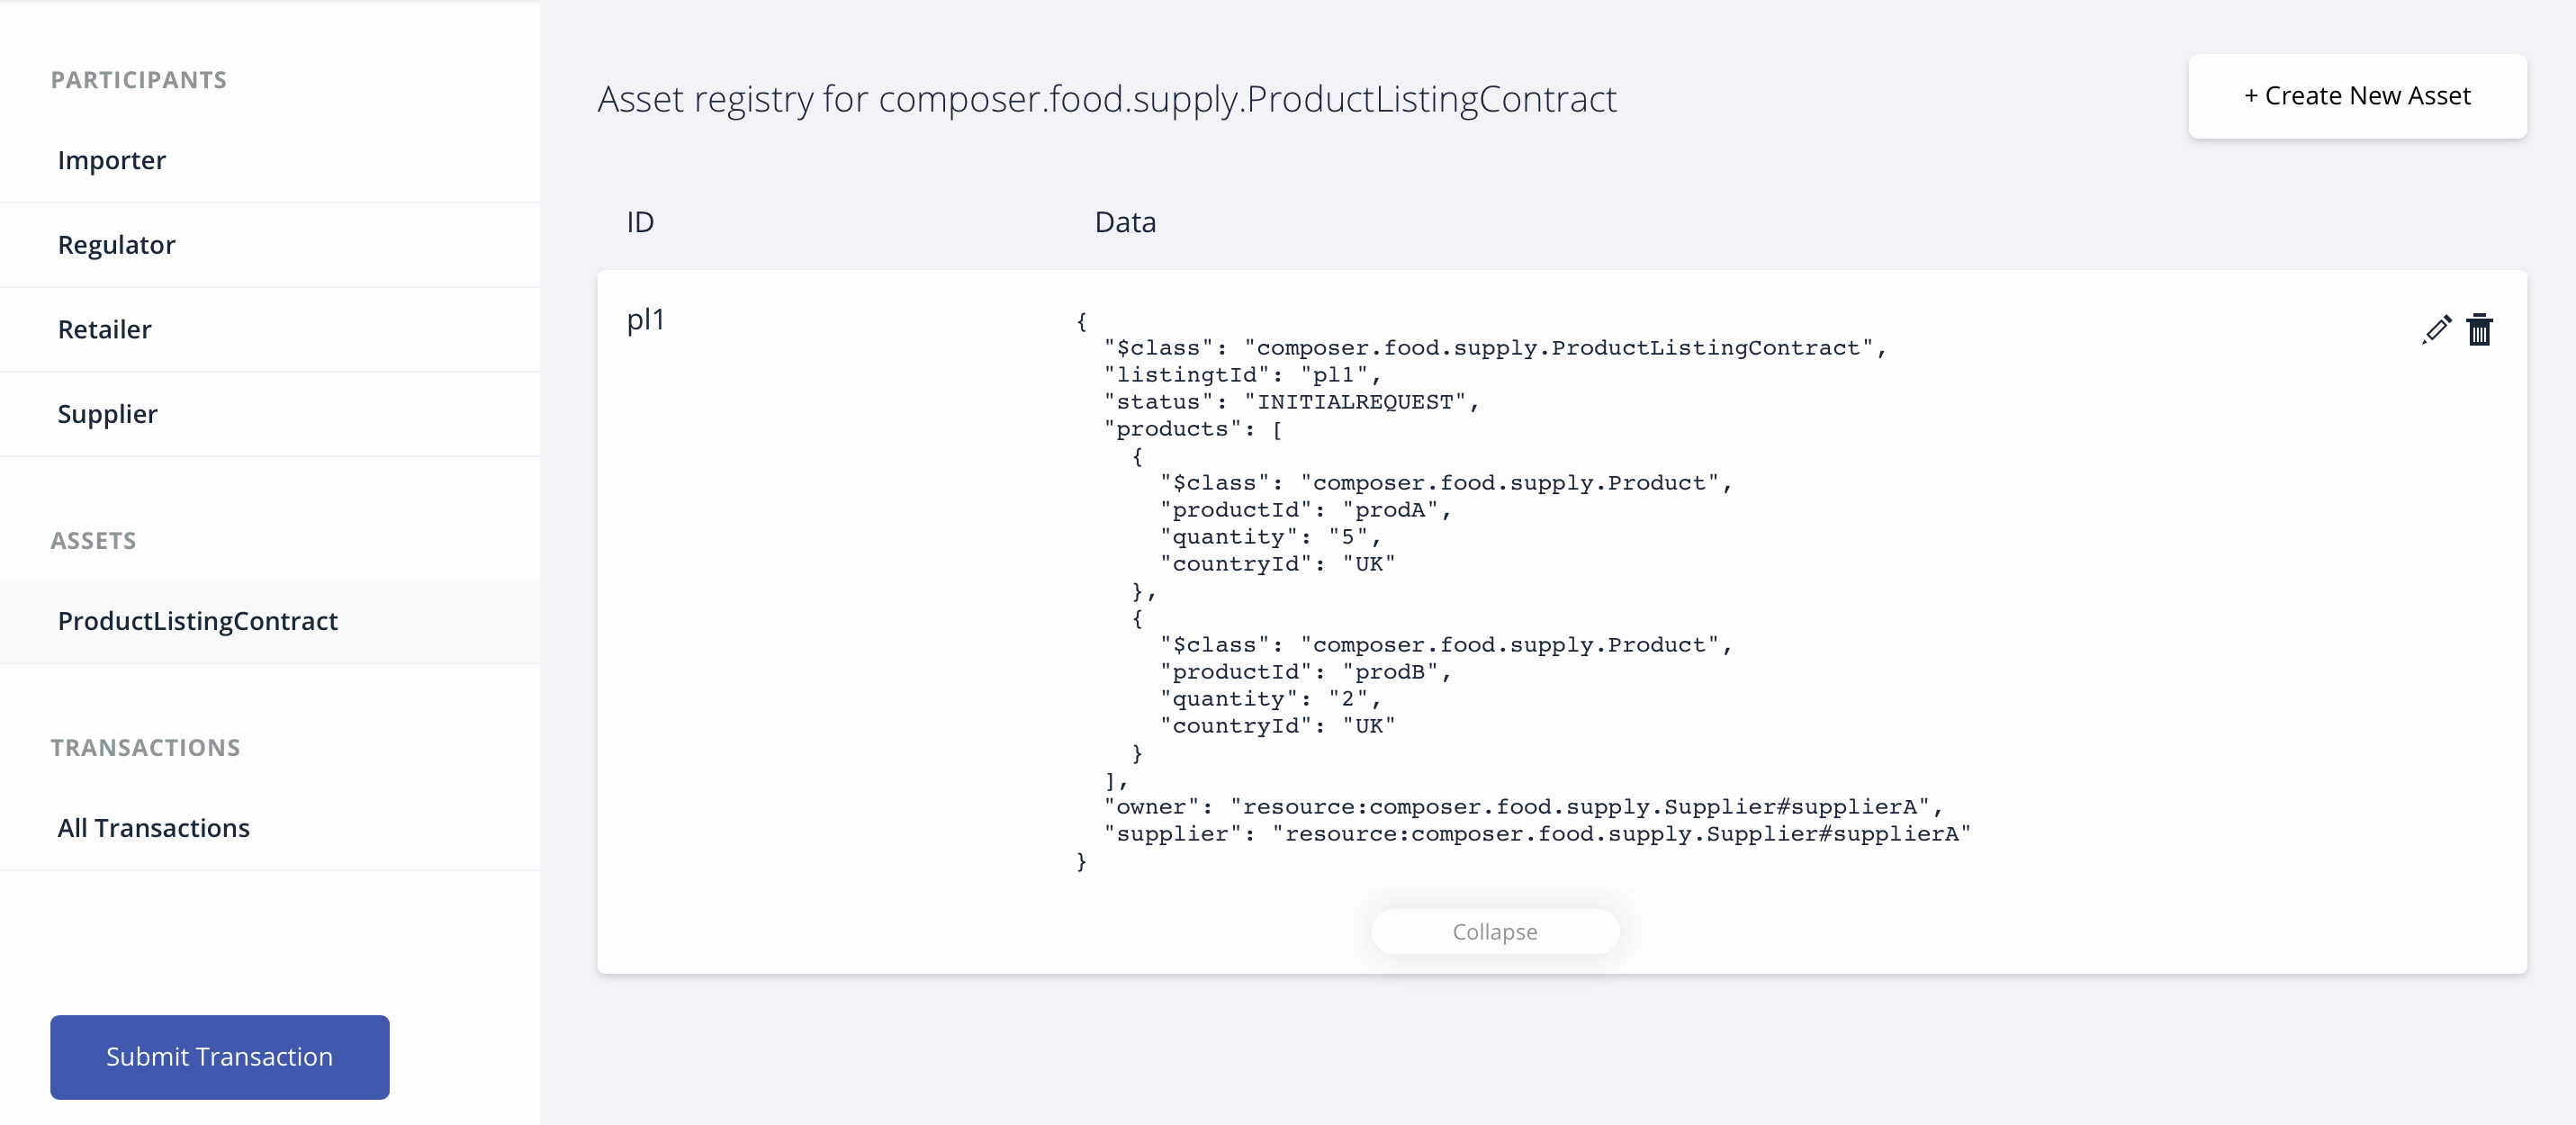 PARTICIPANTS
Importer
Regulator
Retailer
Supplier
ASSETS
ProductListingContract
TRANSACTIONS
All Transactions
Submit Transaction
Asset registry for composer.food.supply.ProductListingContract
+ Create New Asset
ID Data
pl1
{
  "$class": "composer.food.supply.ProductListingContract",
  "listingtId": "pl1",
  "status": "INITIALREQUEST",
  "products": [
    {
      "$class": "composer.food.supply.Product",
      "productId": "prodA",
      "quantity": "5",
      "countryId": "UK"
    },
    {
      "$class": "composer.food.supply.Product",
      "productId": "prodB",
      "quantity": "2",
      "countryId": "UK"
    }
  ],
  "owner": "resource:composer.food.supply.Supplier#supplierA",
  "supplier": "resource:composer.food.supply.Supplier#supplierA"
}
Collapse